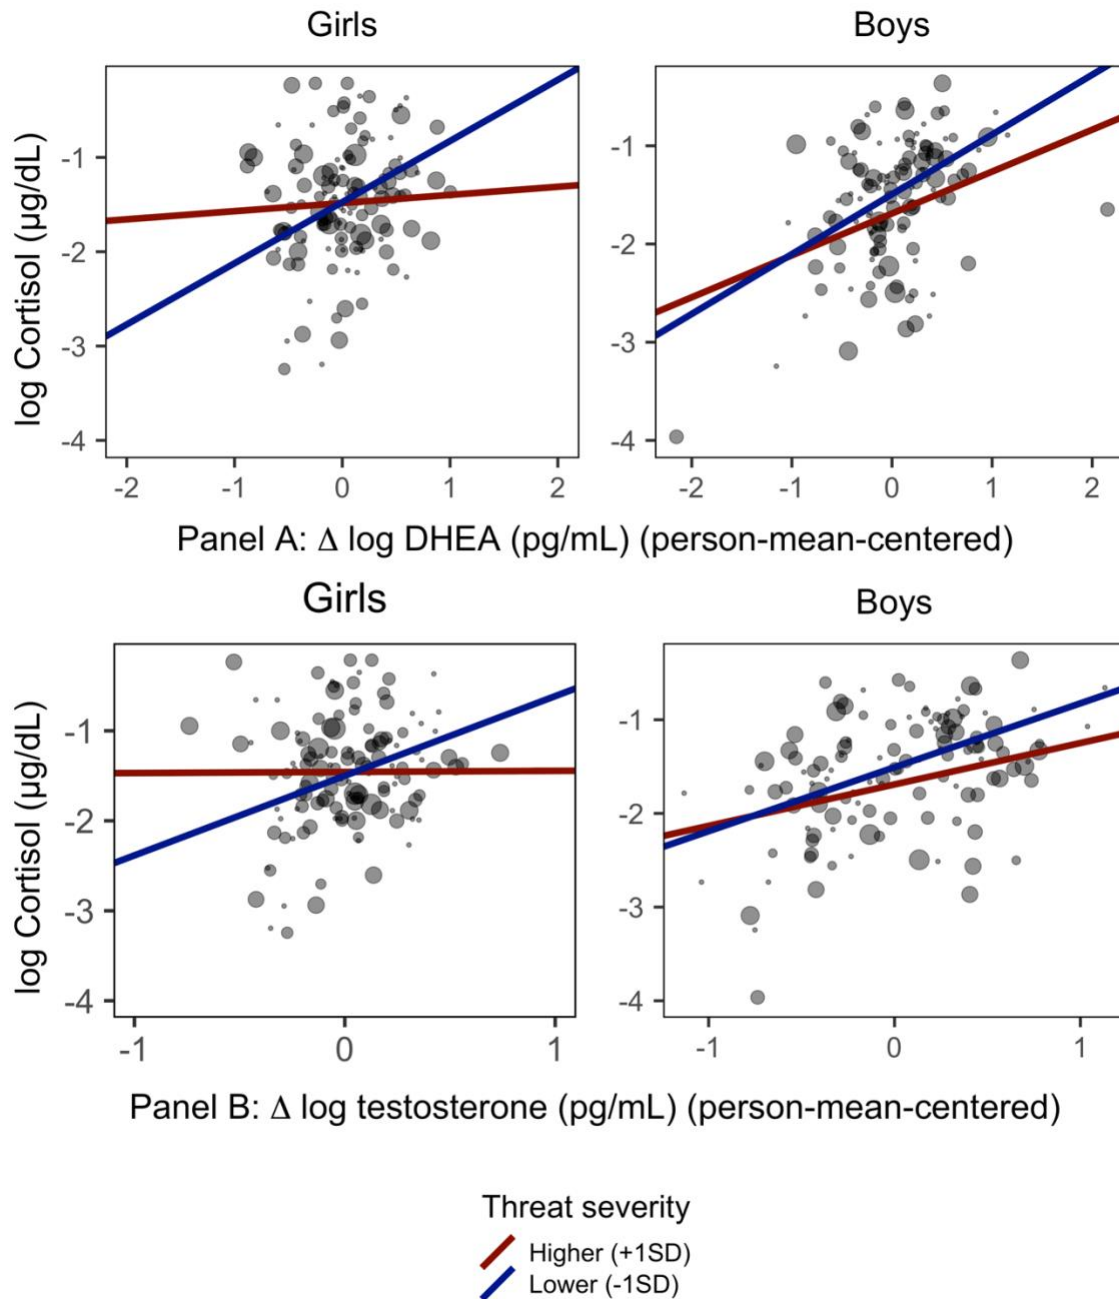 Girls
Boys
log Cortisol (µg/dL)
-1
-2
-3
-4
-1
-2
-3
-4
-2 -1 0 1 2
-2 -1 0 1 2
Panel A: Δ log DHEA (pg/mL) (person-mean-centered)
Girls
Boys
log Cortisol (µg/dL)
-1
-2
-3
-4
-1
-2
-3
-4
-1 0 1
-1 0 1
Panel B: Δ log testosterone (pg/mL) (person-mean-centered)
Threat severity
Higher (+1SD)
Lower (-1SD)